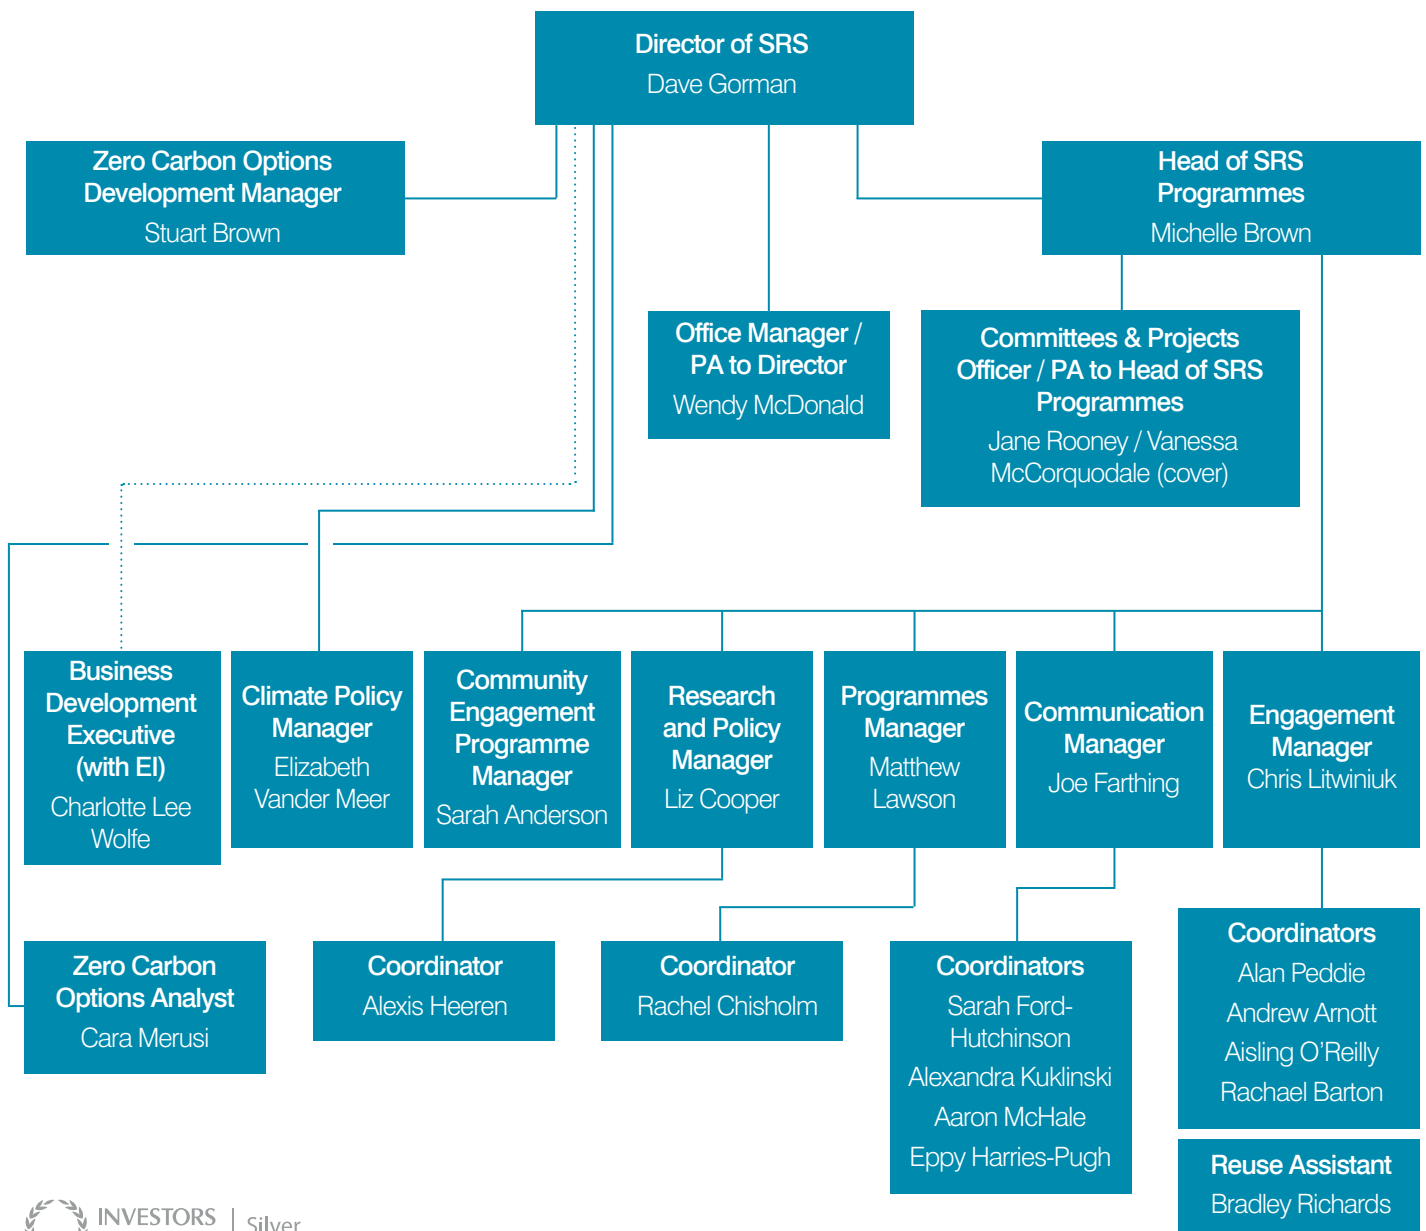 Director of SRS
Dave Gorman
Zero Carbon Options
Development Manager
Stuart Brown
Head of SRS
Programmes
Michelle Brown
Office Manager /
PA to Director
Wendy McDonald
Committees & Projects
Officer / PA to Head of SRS
Programmes
Jane Rooney / Vanessa
McCorquodale (cover)
Business
Development
Executive
(with EI)
Charlotte Lee
Wolfe
Climate Policy
Manager
Elizabeth
Vander Meer
Community
Engagement
Programme
Manager
Sarah Anderson
Research
and Policy
Manager
Liz Cooper
Programmes
Manager
Matthew
Lawson
Communication
Manager
Joe Farthing
Engagement
Manager
Chris Litwiniuk
Zero Carbon
Options Analyst
Cara Merusi
Coordinator
Alexis Heeren
Coordinator
Rachel Chisholm
Coordinators
Sarah Ford-
Hutchinson
Alexandra Kuklinski
Aaron McHale
Eppy Harries-Pugh
Coordinators
Alan Peddie
Andrew Arnott
Aisling O’Reilly
Rachael Barton
Reuse Assistant
Bradley Richards
INVESTORS | Silver